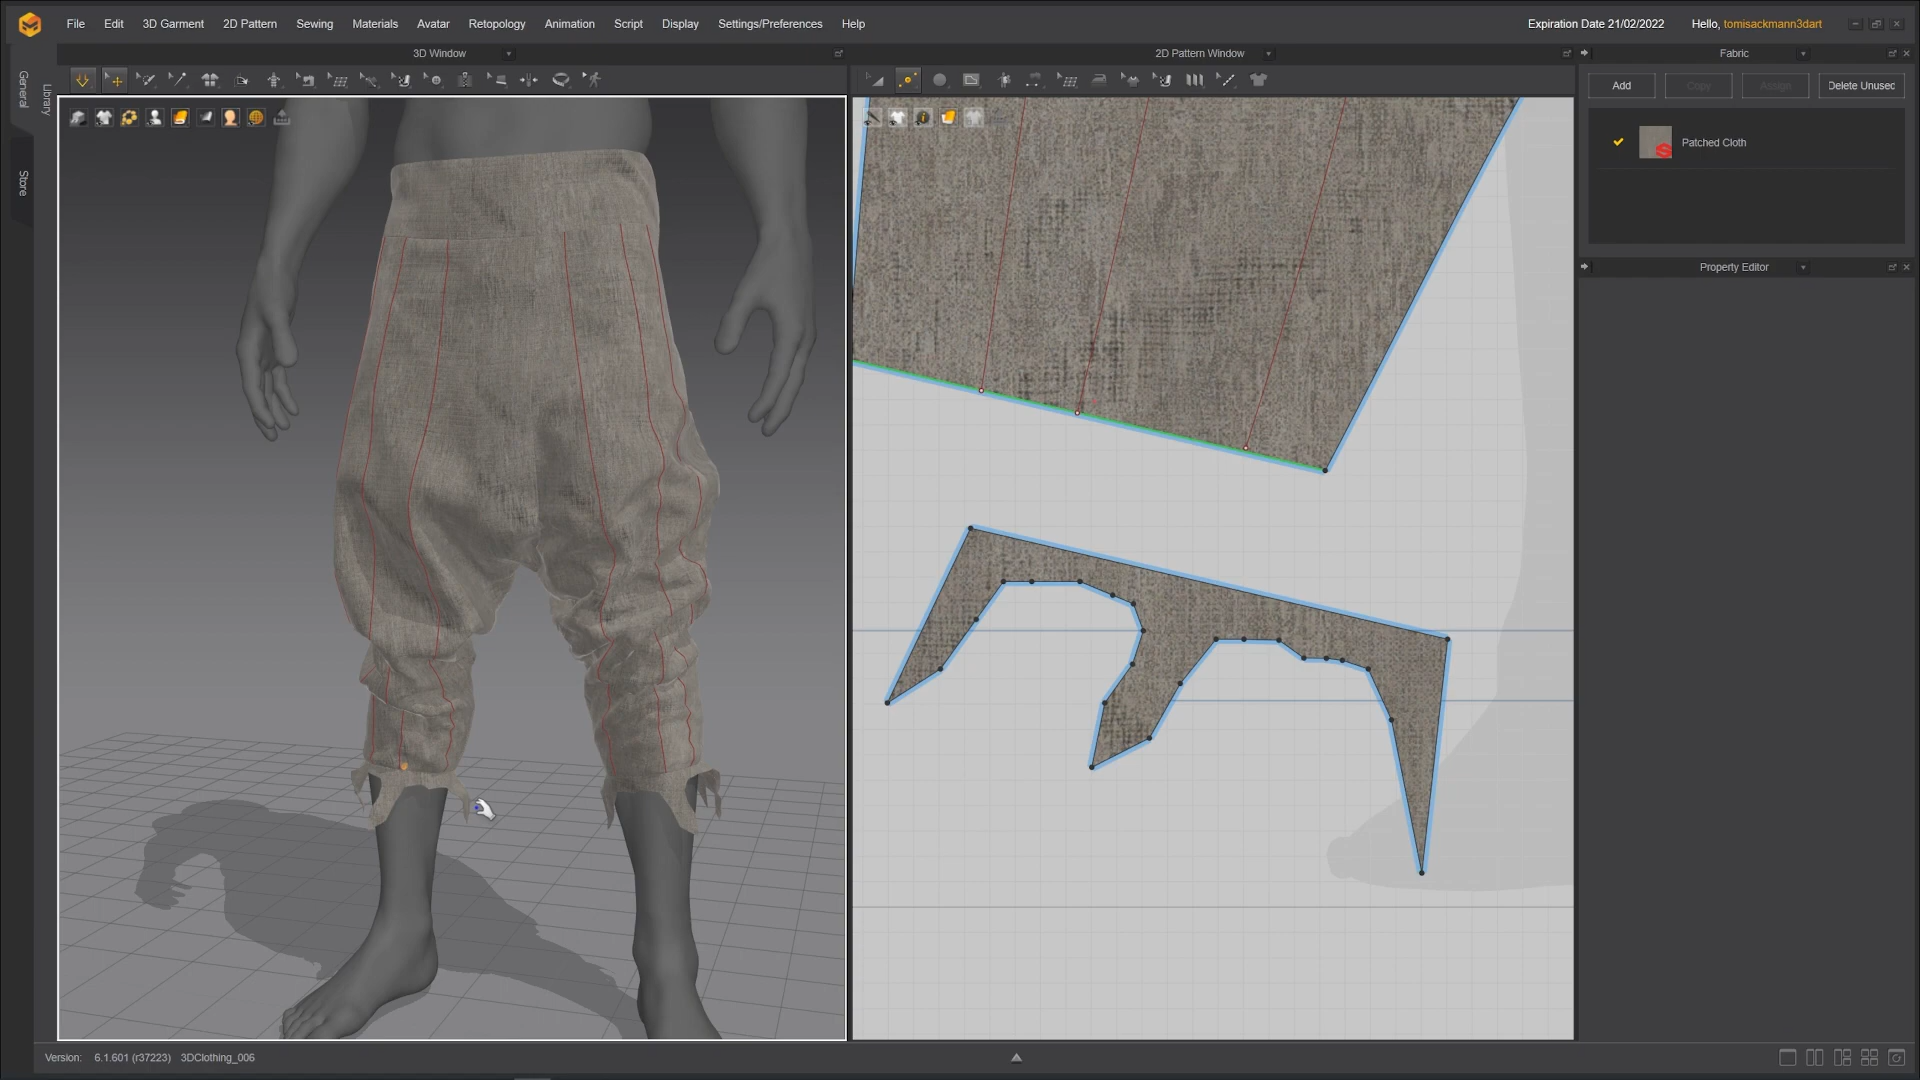 File Edit 3D Garment 2D Pattern Sewing Materials Avatar Retopology Animation Script Display Settings/Preferences Help
Expiration Date 21/02/2022 Hello, tomisackmann3dart
3D Window
2D Pattern Window
Fabric
General
Library
Store
Add Copy Assign Delete Unused
Patched Cloth
Property Editor
Version: 6.1.601 (r37223) 3DClothing_006